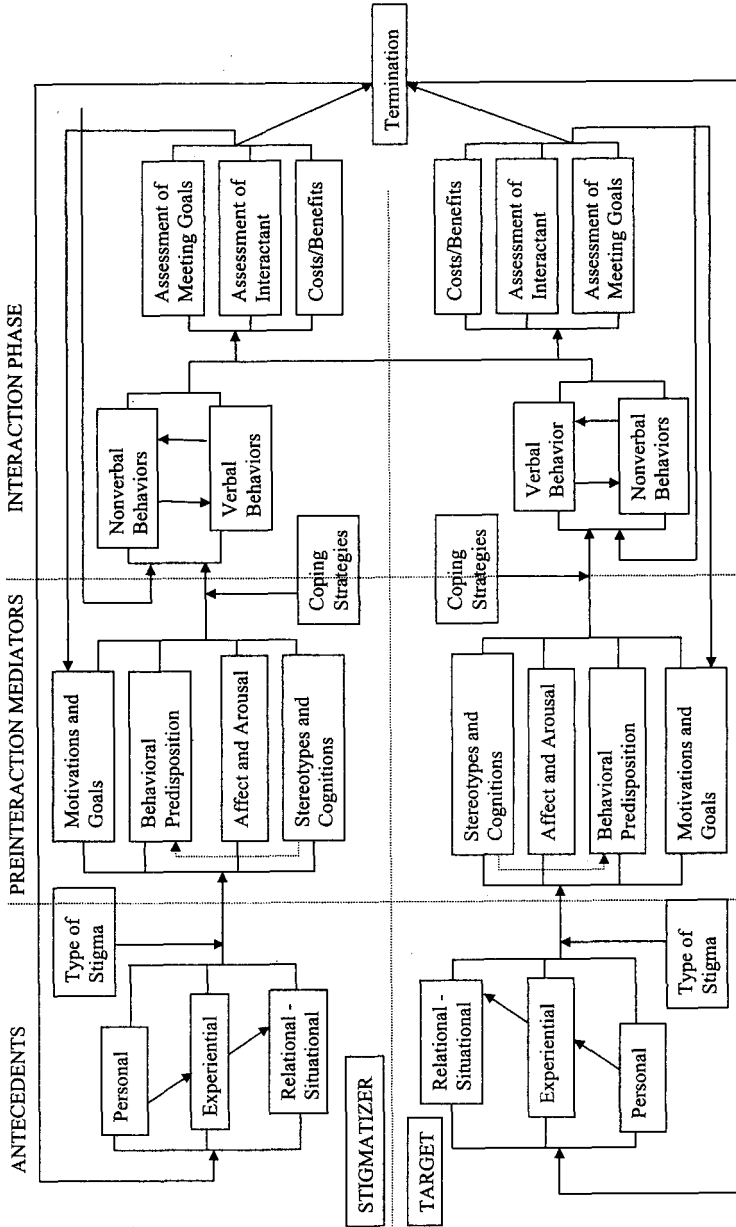 ANTECEDENTS
PREINTERACTION MEDIATORS
INTERACTION PHASE
Personal
Experiential
Relational -
Situational
Type of
Stigma
Motivations and
Goals
Behavioral
Predisposition
Affect and Arousal
Stereotypes and
Cognitions
Coping
Strategies
Nonverbal
Behaviors
Verbal
Behaviors
Assessment of
Meeting Goals
Assessment of
Interactant
Costs/Benefits
Termination
STIGMATIZER
TARGET
Relational -
Situational
Experiential
Personal
Type of
Stigma
Stereotypes and
Cognitions
Affect and Arousal
Behavioral
Predisposition
Motivations and
Goals
Coping
Strategies
Verbal
Behavior
Nonverbal
Behaviors
Costs/Benefits
Assessment of
Interactant
Assessment of
Meeting Goals